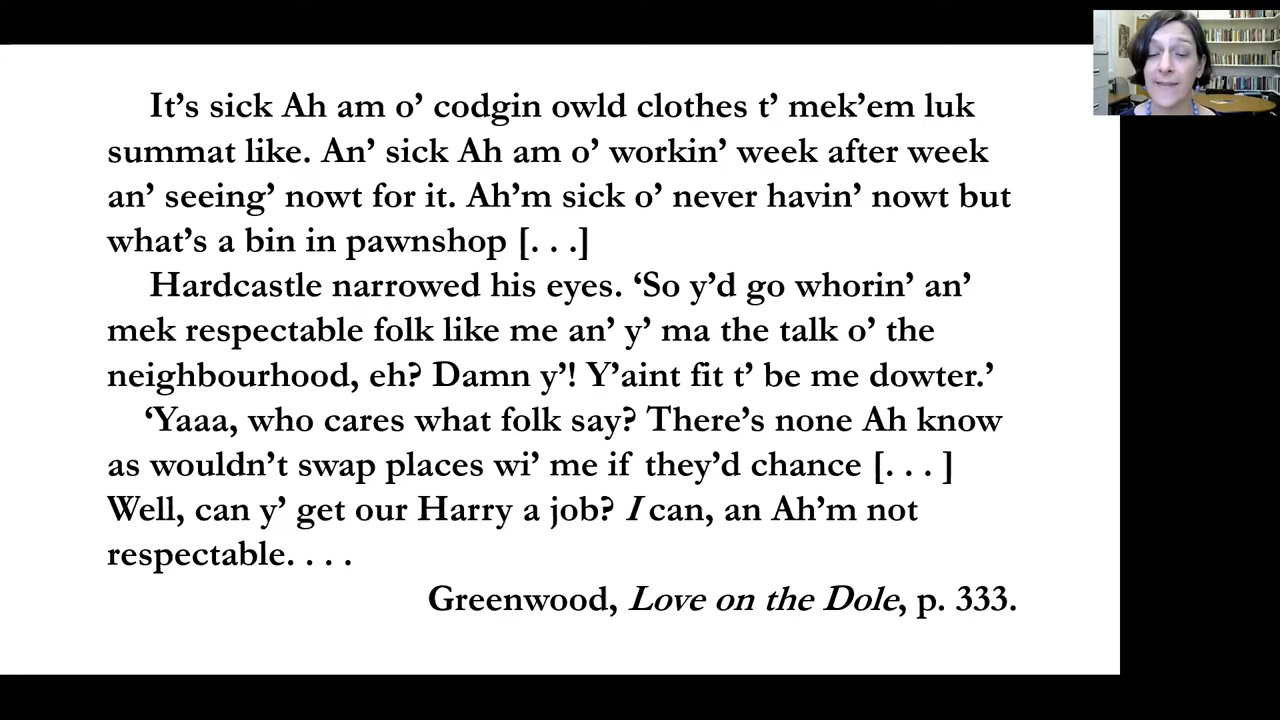 It’s sick Ah am o’ codgin owld clothes t’ mek’em luk
summat like. An’ sick Ah am o’ workin’ week after week
an’ seeing’ nowt for it. Ah’m sick o’ never havin’ nowt but
what’s a bin in pawnshop [. . .]
Hardcastle narrowed his eyes. ‘So y’d go whorin’ an’
mek respectable folk like me an’ y’ ma the talk o’ the
neighbourhood, eh? Damn y’! Y’aint fit t’ be me dowter.’
‘Yaaa, who cares what folk say? There’s none Ah know
as wouldn’t swap places wi’ me if they’d chance [. . . ]
Well, can y’ get our Harry a job? I can, an Ah’m not
respectable. . . .
Greenwood, Love on the Dole, p. 333.